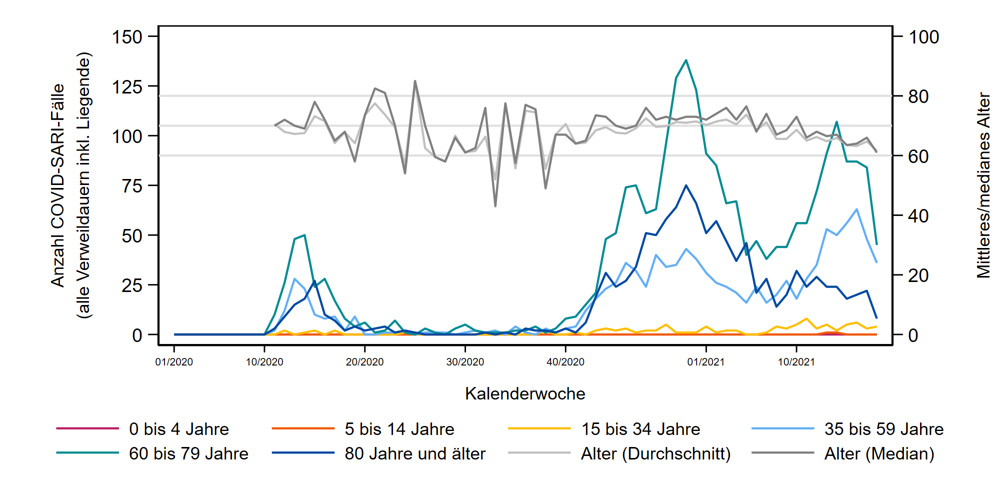 Anzahl COVID-SARI-Fälle
(alle Verweildauern inkl. Liegende)
150
125
100
75
50
25
0
100
80
60
40
20
0
Mittleres/medianes Alter
01/2020 10/2020 20/2020 30/2020 40/2020 01/2021 10/2021
Kalenderwoche
0 bis 4 Jahre 5 bis 14 Jahre 15 bis 34 Jahre 35 bis 59 Jahre
60 bis 79 Jahre 80 Jahre und älter Alter (Durchschnitt) Alter (Median)